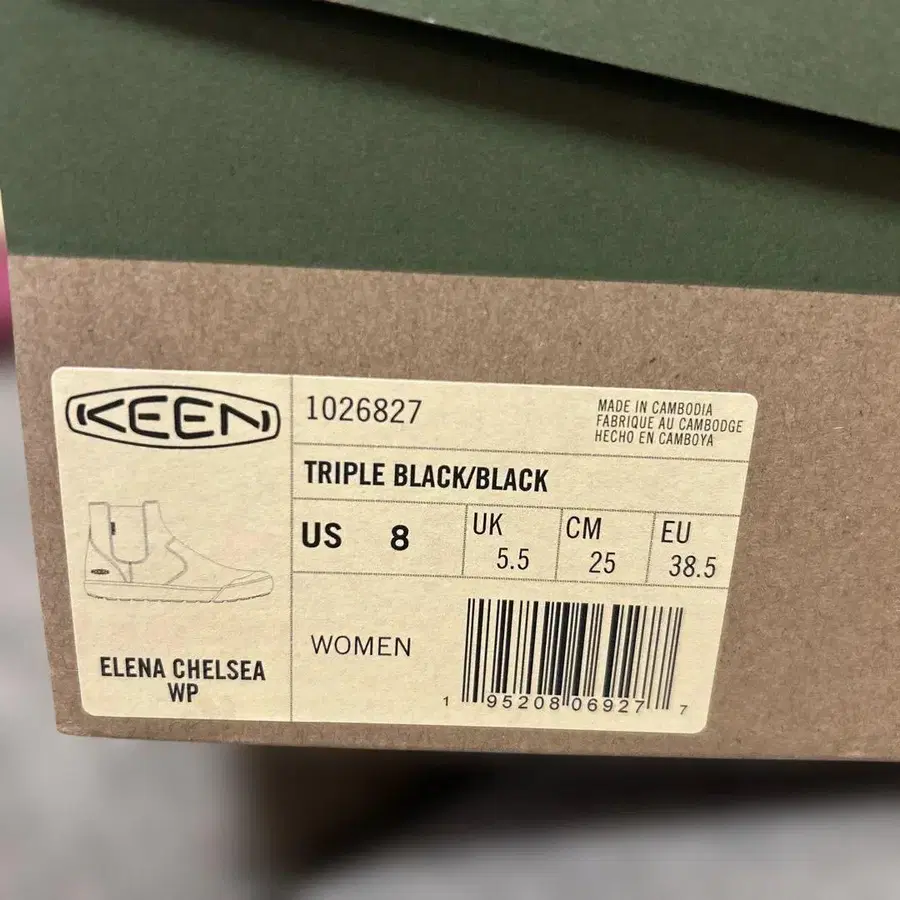 KEEN
1026827
MADE IN CAMBODIA
FABRIQUE AU CAMBODGE
HECHO EN CAMBOYA
TRIPLE BLACK/BLACK
US 8
UK 5.5
CM 25
EU 38.5
WOMEN
ELENA CHELSEA
WP
1 95208 06927 7